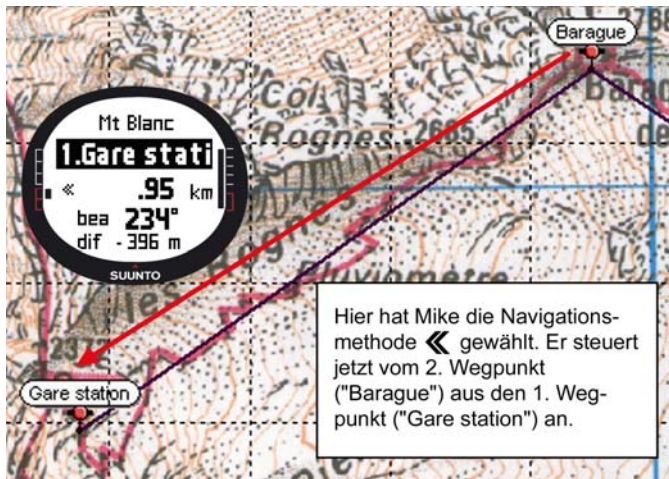 Barague
Mt Blanc
1.Gare stati
« .95 km
bea 234°
dif -396 m
SUUNTO
Col
Rognes 2665
Gare station
Hier hat Mike die Navigations-
methode « gewählt. Er steuert
jetzt vom 2. Wegpunkt
("Barague") aus den 1. Weg-
punkt ("Gare station") an.